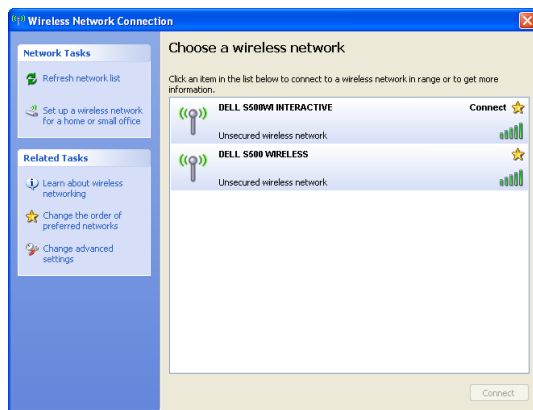 Wireless Network Connection
Network Tasks
Refresh network list
Set up a wireless network
for a home or small office
Related Tasks
Learn about wireless
networking
Change the order of
preferred networks
Change advanced
settings
Choose a wireless network
Click an item in the list below to connect to a wireless network in range or to get more
information.
DELL S500WI INTERACTIVE Connect
Unsecured wireless network
DELL S500 WIRELESS
Unsecured wireless network
Connect